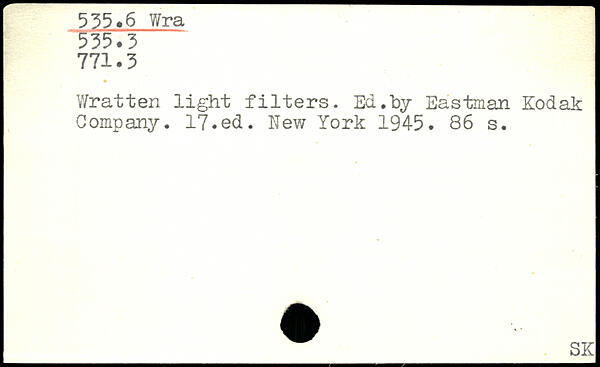 535.6 Wra
535.3
771.3
Wratten light filters. Ed.by Eastman Kodak
Company. 17.ed. New York 1945. 86 s.
SK